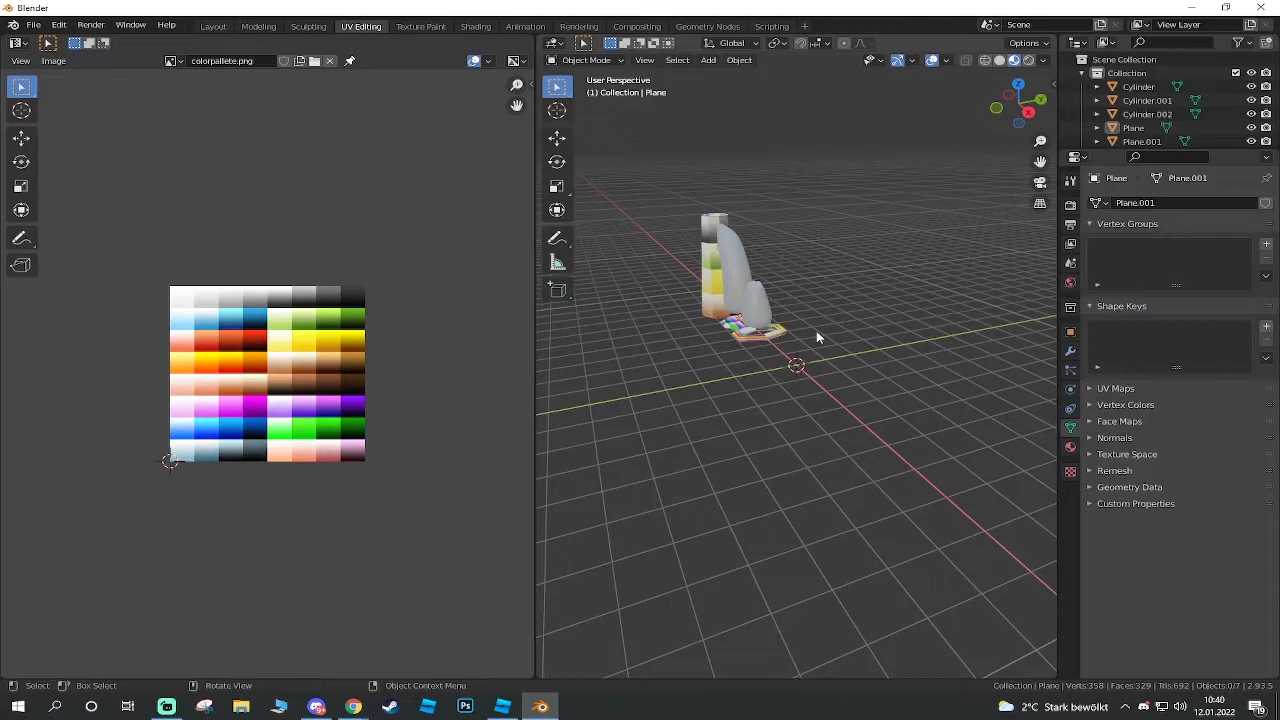 Blender
File Edit Render Window Help
Layout Modeling Sculpting UV Editing Texture Paint Shading Animation Rendering Compositing Geometry Nodes Scripting +
Scene
View Layer
View Image
colorpallete.png
Global
Options
Object Mode View Select Add Object
User Perspective
(1) Collection | Plane
Z
Y
X
Scene Collection
Collection
Cylinder
Cylinder.001
Cylinder.002
Plane
Plane.001
Plane
Plane.001
Plane.001
Vertex Groups
Shape Keys
UV Maps
Vertex Colors
Face Maps
Normals
Texture Space
Remesh
Geometry Data
Custom Properties
Select
Box Select
Rotate View
Object Context Menu
Collection | Plane | Verts:358 | Faces:329 | Tris:692 | Objects:0/7 | 2.93.5
Ps
2°C Stark bewölkt
10:40
12.01.2022